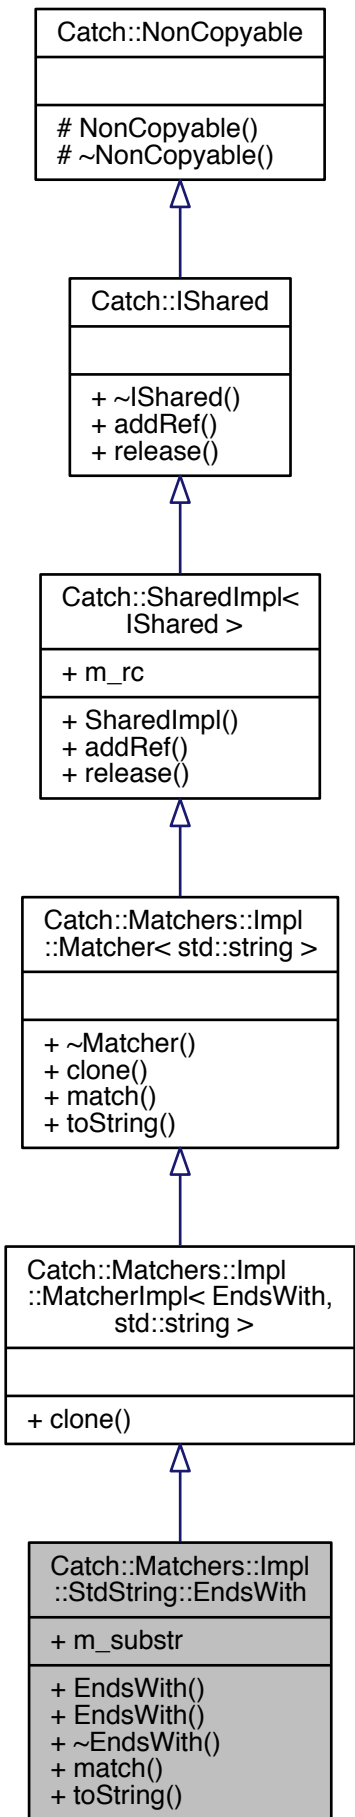 Catch::NonCopyable
# NonCopyable()
# ~NonCopyable()
Catch::IShared
+ ~IShared()
+ addRef()
+ release()
Catch::SharedImpl<
IShared >
+ m_rc
+ SharedImpl()
+ addRef()
+ release()
Catch::Matchers::Impl
::Matcher< std::string >
+ ~Matcher()
+ clone()
+ match()
+ toString()
Catch::Matchers::Impl
::MatcherImpl< EndsWith,
std::string >
+ clone()
Catch::Matchers::Impl
::StdString::EndsWith
+ m_substr
+ EndsWith()
+ EndsWith()
+ ~EndsWith()
+ match()
+ toString()